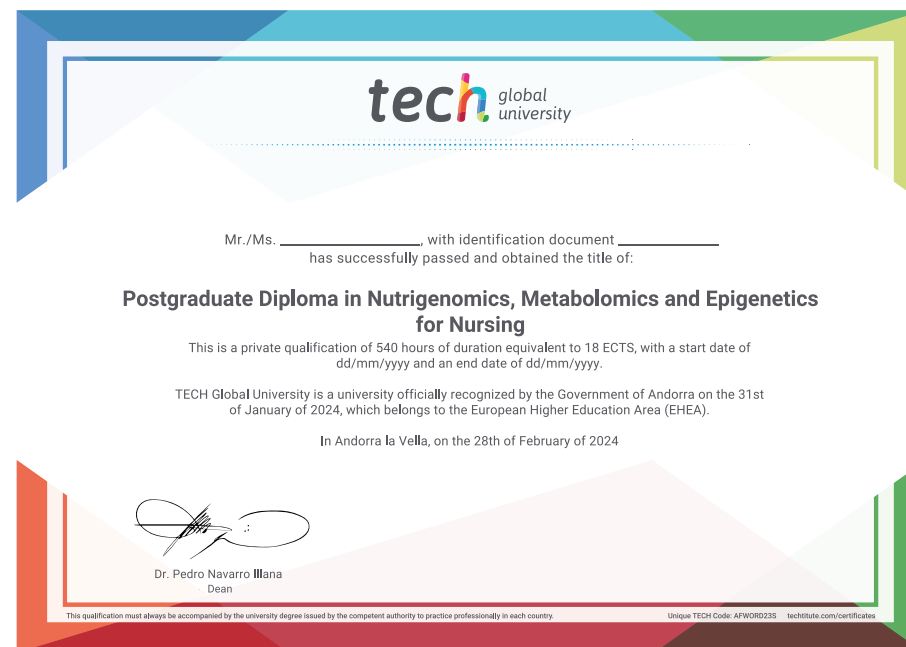 tech global university
Mr./Ms. ____________________, with identification document ______________
has successfully passed and obtained the title of:
Postgraduate Diploma in Nutrigenomics, Metabolomics and Epigenetics
for Nursing
This is a private qualification of 540 hours of duration equivalent to 18 ECTS, with a start date of
dd/mm/yyyy and an end date of dd/mm/yyyy.
TECH Global University is a university officially recognized by the Government of Andorra on the 31st
of January of 2024, which belongs to the European Higher Education Area (EHEA).
In Andorra la Vella, on the 28th of February of 2024
Dr. Pedro Navarro Illana
Dean
This qualification must always be accompanied by the university degree issued by the competent authority to practice professionally in each country.
Unique TECH Code: AFWORD23S techtitute.com/certificates